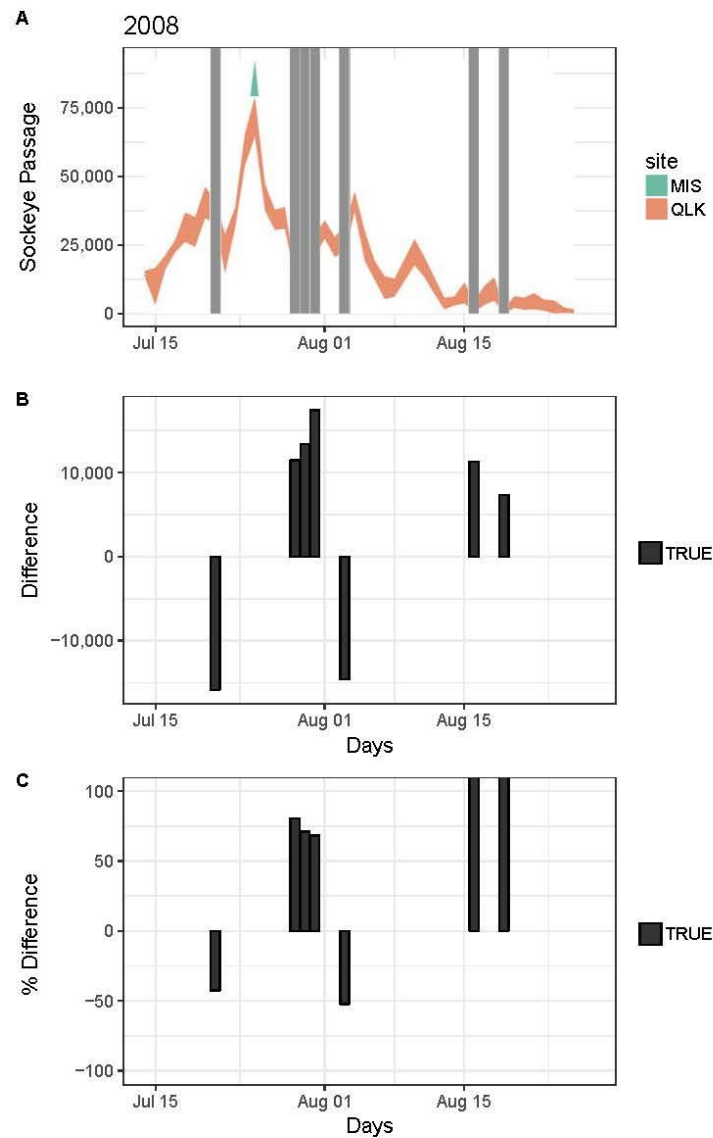 A
2008
75,000
50,000
25,000
0
Sockeye Passage
Jul 15
Aug 01
Aug 15
site
MIS
QLK
B
10,000
0
−10,000
Difference
Jul 15
Aug 01
Aug 15
Days
TRUE
C
100
50
0
−50
−100
% Difference
Jul 15
Aug 01
Aug 15
Days
TRUE